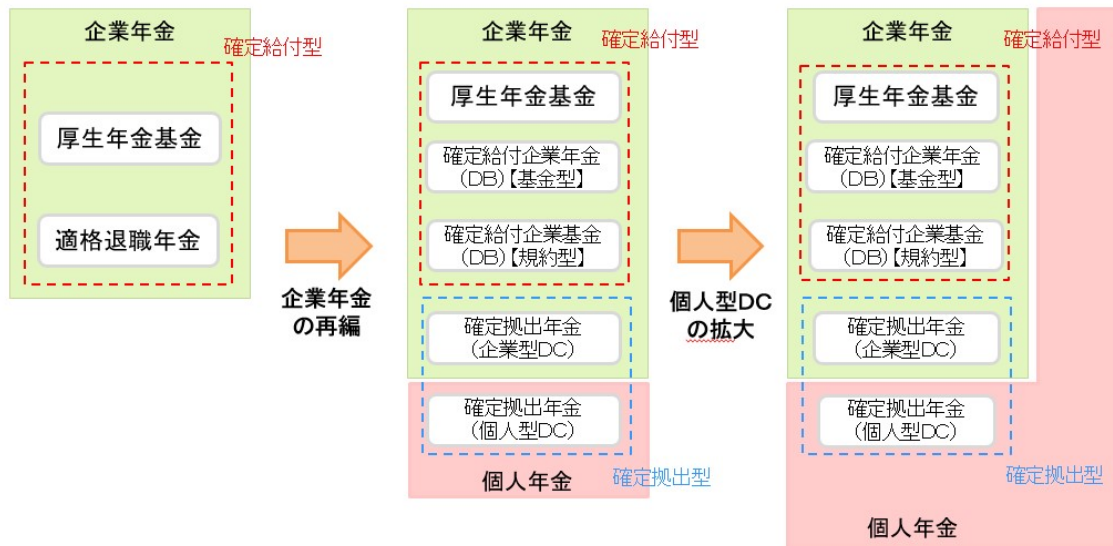 企業年金
確定給付型
厚生年金基金
適格退職年金
企業年金
の再編
企業年金
確定給付型
厚生年金基金
確定給付企業年金
(DB)【基金型】
確定給付企業基金
(DB)【規約型】
確定拠出年金
(企業型DC)
確定拠出年金
(個人型DC)
個人年金
確定拠出型
個人型DC
の拡大
企業年金
確定給付型
厚生年金基金
確定給付企業年金
(DB)【基金型】
確定給付企業基金
(DB)【規約型】
確定拠出年金
(企業型DC)
確定拠出年金
(個人型DC)
確定拠出型
個人年金